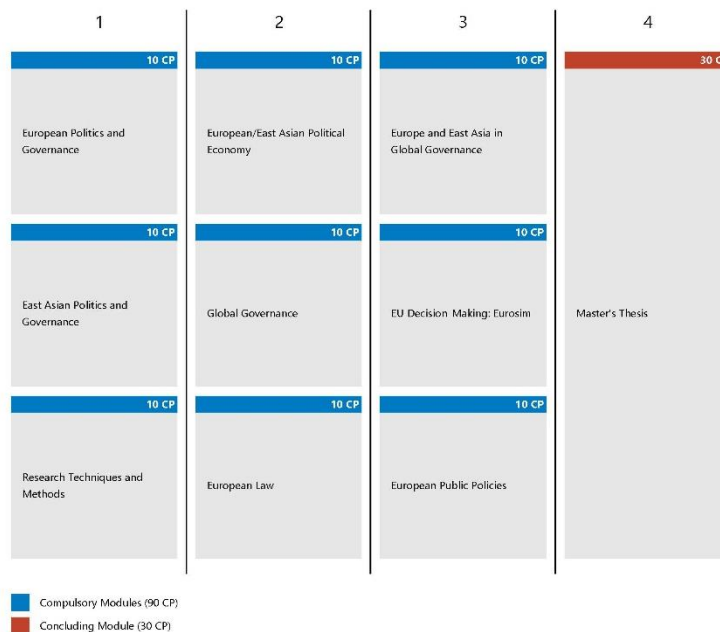 1
2
3
4
10 CP
10 CP
10 CP
30
European Politics and
Governance
European/East Asian Political
Economy
Europe and East Asia in
Global Governance
10 CP
10 CP
10 CP
East Asian Politics and
Governance
Global Governance
EU Decision Making: Eurosim
Master's Thesis
10 CP
10 CP
10 CP
Research Techniques and
Methods
European Law
European Public Policies
Compulsory Modules (90 CP)
Concluding Module (30 CP)